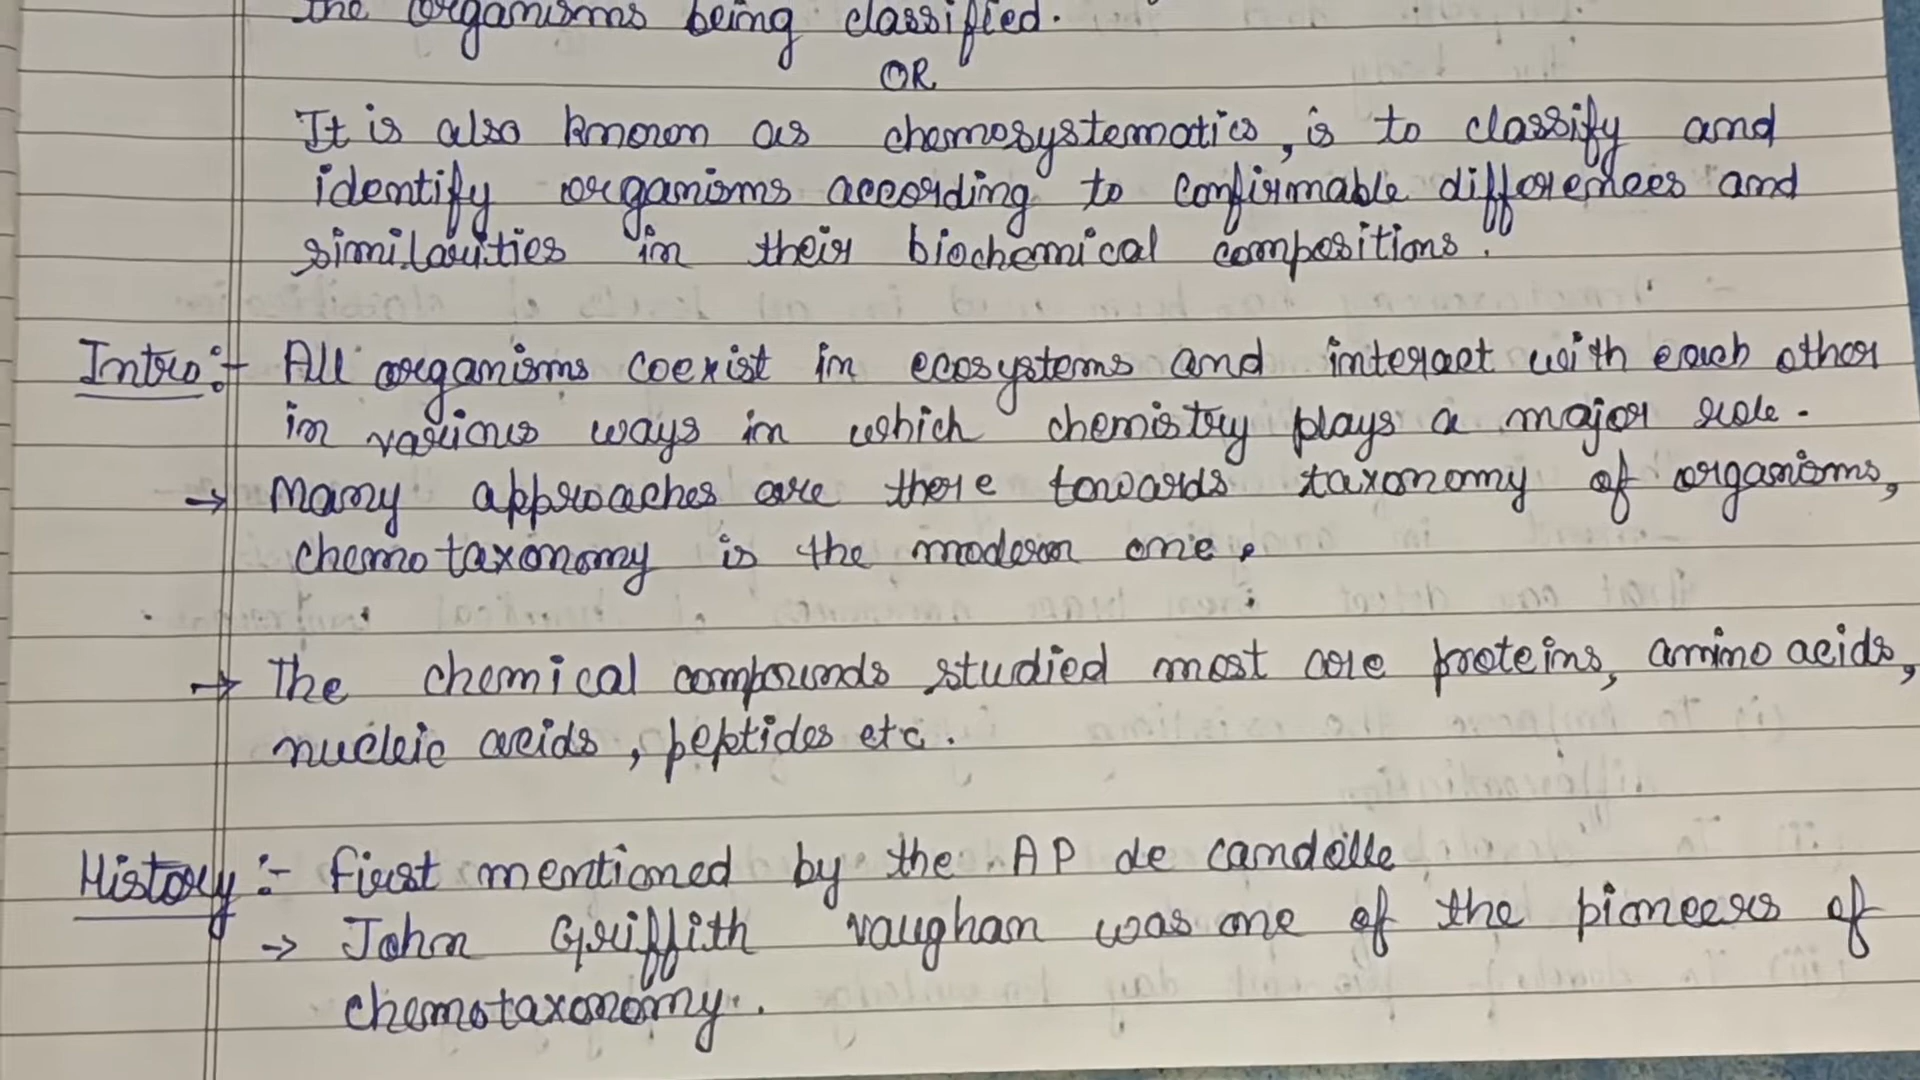 the organisms being classified.
OR
It is also known as chemosystematics, is to classify and
identify organisms according to confirmable differences and
similarities in their biochemical compositions.
Intro :- All organisms coexist in ecosystems and interact with each other
in various ways in which chemistry plays a major role.
→ Many approaches are there towards taxonomy of organisms,
chemotaxonomy is the modern one.
→ The chemical compounds studied most are proteins, amino acids,
nucleic acids, peptides etc.
History :- First mentioned by the AP de candolle
→ John Griffith vaughan was one of the pioneers of
chemotaxonomy.